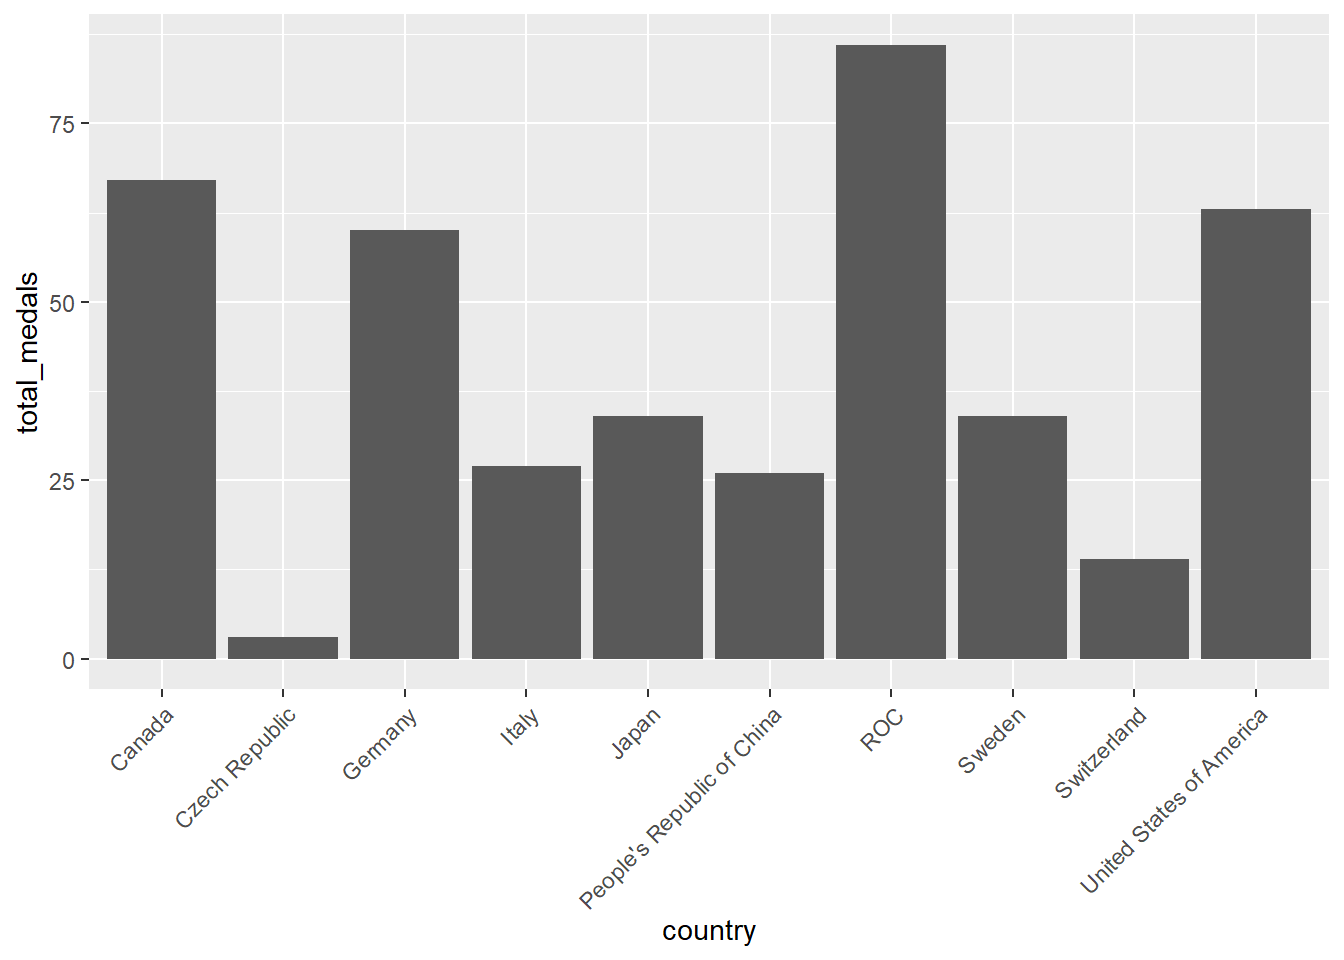 total_medals
75
50
25
0
Canada
Czech Republic
Germany
Italy
Japan
People's Republic of China
ROC
Sweden
Switzerland
United States of America
country